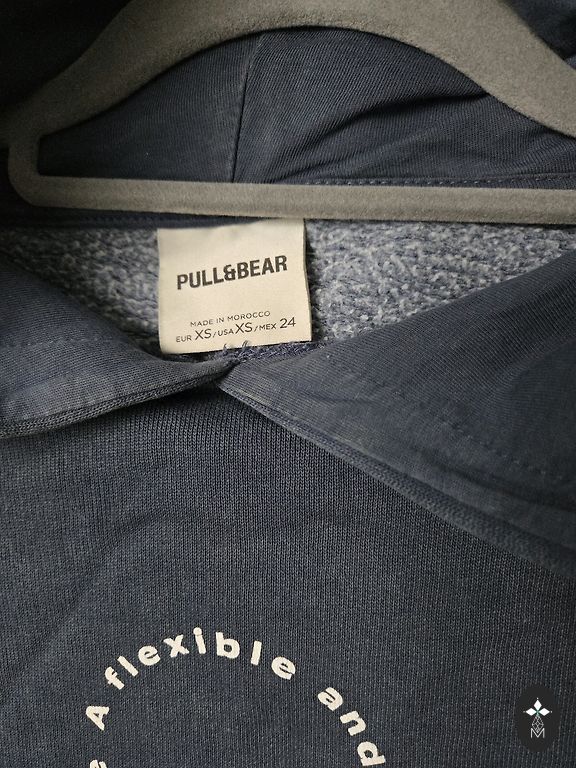 PULL&BEAR
MADE IN MOROCCO
EUR XS/USA XS/MEX 24
A flexible and
M